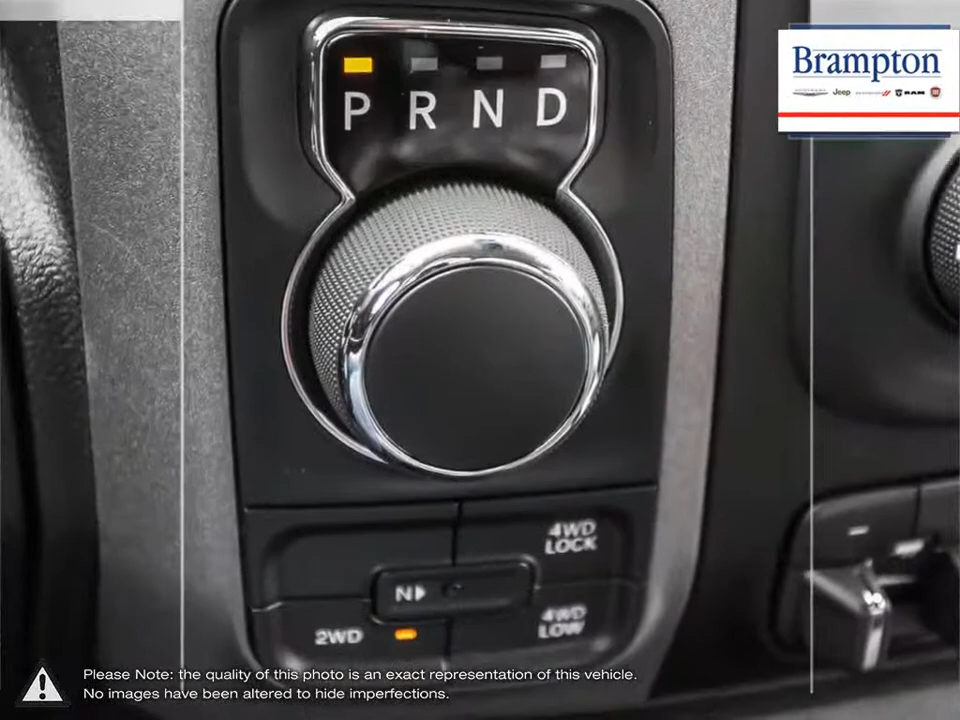 Brampton
Jeep
RAM
P R N D
4WD
LOCK
N
2WD
4WD
LOW
Please Note: the quality of this photo is an exact representation of this vehicle.
No images have been altered to hide imperfections.